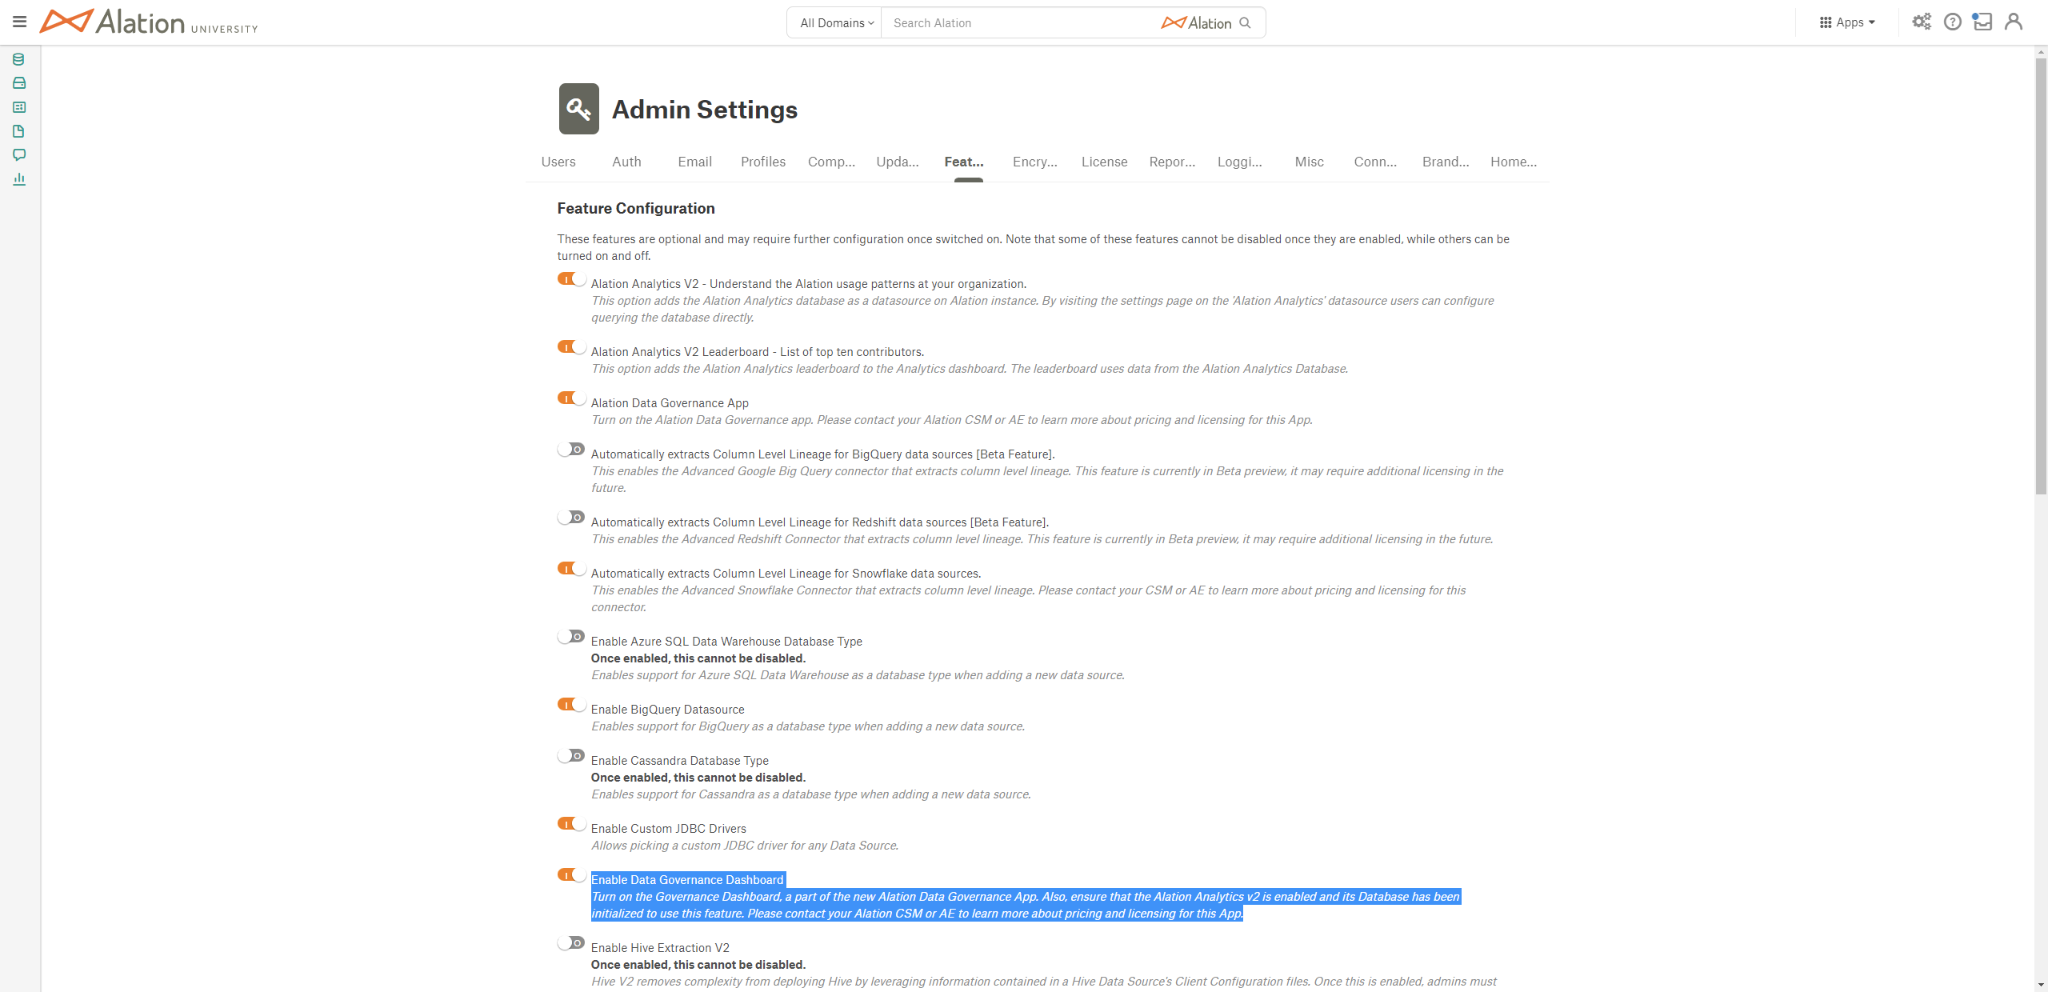 Alation UNIVERSITY
All Domains
Search Alation
Alation
Apps
Admin Settings
Users Auth Email Profiles Comp... Upda... Feat... Encry... License Repor... Loggi... Misc Conn... Brand... Home...
Feature Configuration
These features are optional and may require further configuration once switched on. Note that some of these features cannot be disabled once they are enabled, while others can be
turned on and off.
Alation Analytics V2 - Understand the Alation usage patterns at your organization.
This option adds the Alation Analytics database as a datasource on Alation instance. By visiting the settings page on the 'Alation Analytics' datasource users can configure
querying the database directly.
Alation Analytics V2 Leaderboard - List of top ten contributors.
This option adds the Alation Analytics leaderboard to the Analytics dashboard. The leaderboard uses data from the Alation Analytics Database.
Alation Data Governance App
Turn on the Alation Data Governance app. Please contact your Alation CSM or AE to learn more about pricing and licensing for this App.
Automatically extracts Column Level Lineage for BigQuery data sources [Beta Feature].
This enables the Advanced Google Big Query connector that extracts column level lineage. This feature is currently in Beta preview, it may require additional licensing in the
future.
Automatically extracts Column Level Lineage for Redshift data sources [Beta Feature].
This enables the Advanced Redshift Connector that extracts column level lineage. This feature is currently in Beta preview, it may require additional licensing in the future.
Automatically extracts Column Level Lineage for Snowflake data sources.
This enables the Advanced Snowflake Connector that extracts column level lineage. Please contact your CSM or AE to learn more about pricing and licensing for this
connector.
Enable Azure SQL Data Warehouse Database Type
Once enabled, this cannot be disabled.
Enables support for Azure SQL Data Warehouse as a database type when adding a new data source.
Enable BigQuery Datasource
Enables support for BigQuery as a database type when adding a new data source.
Enable Cassandra Database Type
Once enabled, this cannot be disabled.
Enables support for Cassandra as a database type when adding a new data source.
Enable Custom JDBC Drivers
Allows picking a custom JDBC driver for any Data Source.
Enable Data Governance Dashboard
Turn on the Governance Dashboard, a part of the new Alation Data Governance App. Also, ensure that the Alation Analytics v2 is enabled and its Database has been
initialized to use this feature. Please contact your Alation CSM or AE to learn more about pricing and licensing for this App.
Enable Hive Extraction V2
Once enabled, this cannot be disabled.
Hive V2 removes complexity from deploying Hive by leveraging information contained in a Hive Data Source's Client Configuration files. Once this is enabled, admins must